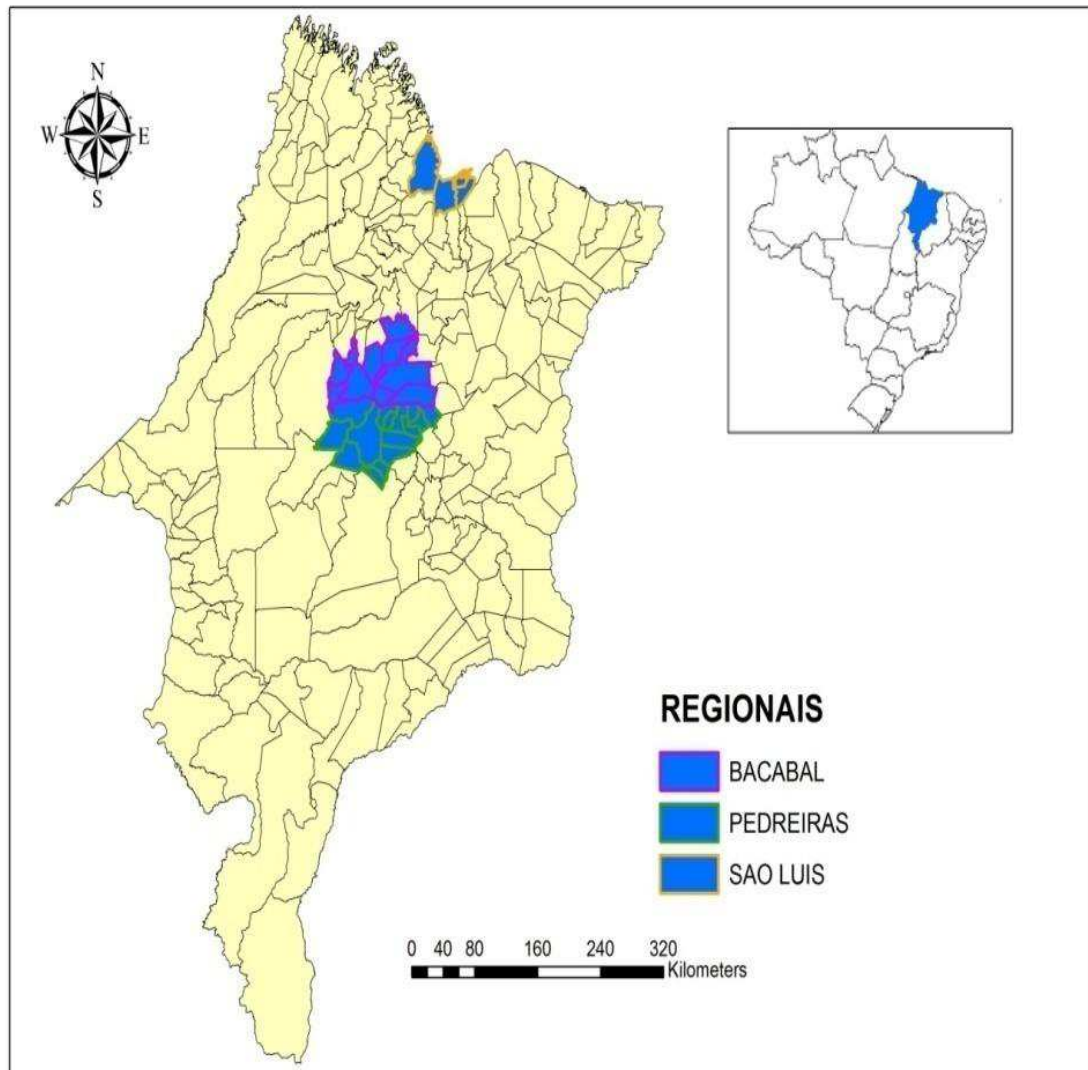 N
W E
S
REGIONAIS
BACABAL
PEDREIRAS
SAO LUIS
0 40 80 160 240 320
Kilometers